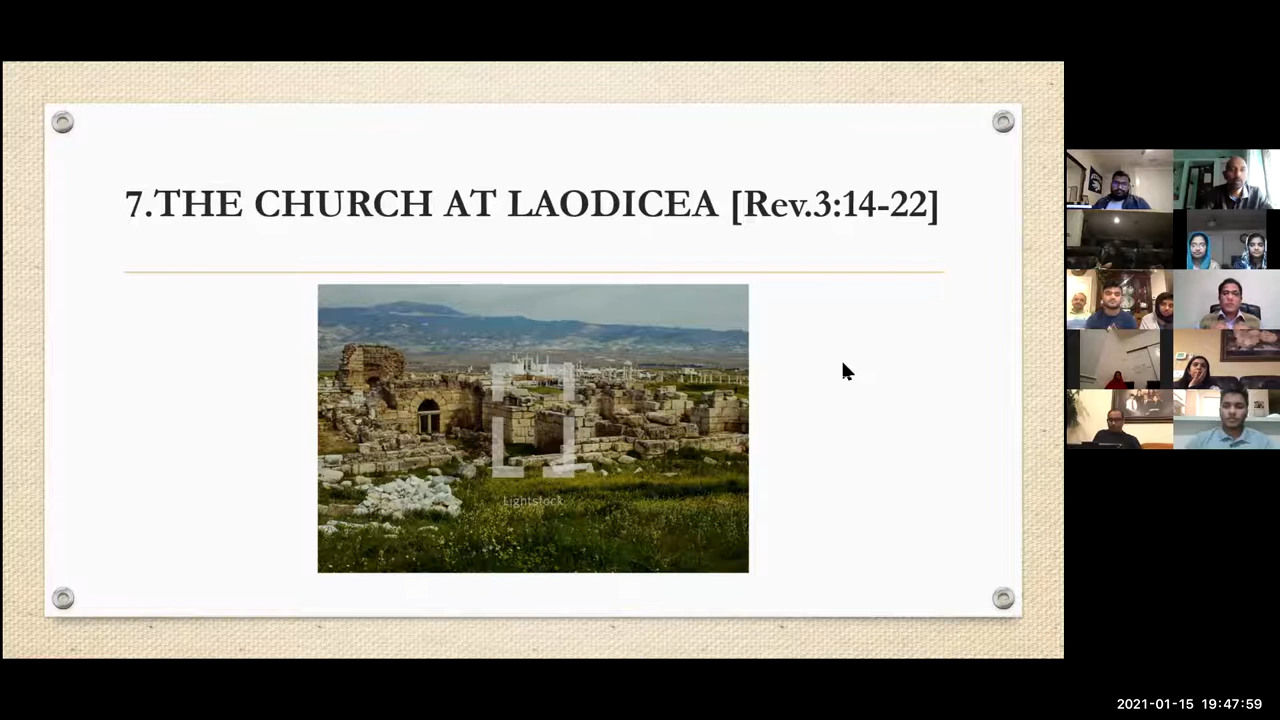 7.THE CHURCH AT LAODICEA [Rev.3:14-22]
Lightstock
2021-01-15 19:47:59